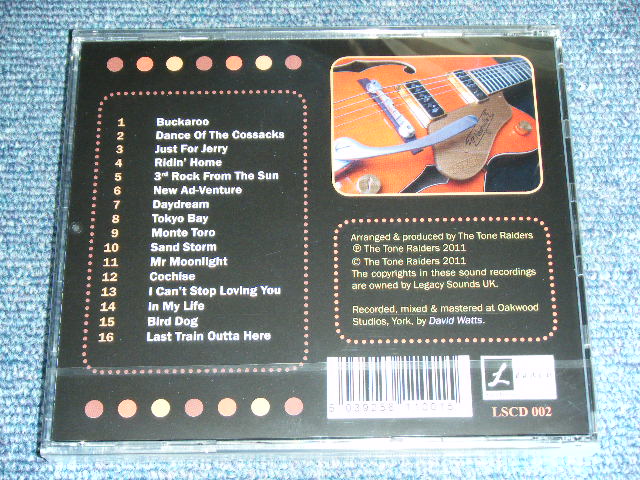 1 Buckaroo
2 Dance Of The Cossacks
3 Just For Jerry
4 Ridin' Home
5 3rd Rock From The Sun
6 New Ad-Venture
7 Daydream
8 Tokyo Bay
9 Monte Toro
10 Sand Storm
11 Mr Moonlight
12 Cochise
13 I Can't Stop Loving You
14 In My Life
15 Bird Dog
16 Last Train Outta Here
Arranged & produced by The Tone Raiders
℗ The Tone Raiders 2011
© The Tone Raiders 2011
The copyrights in these sound recordings
are owned by Legacy Sounds UK.
Recorded, mixed & mastered at Oakwood
Studios, York, by David Watts.
LSCD 002